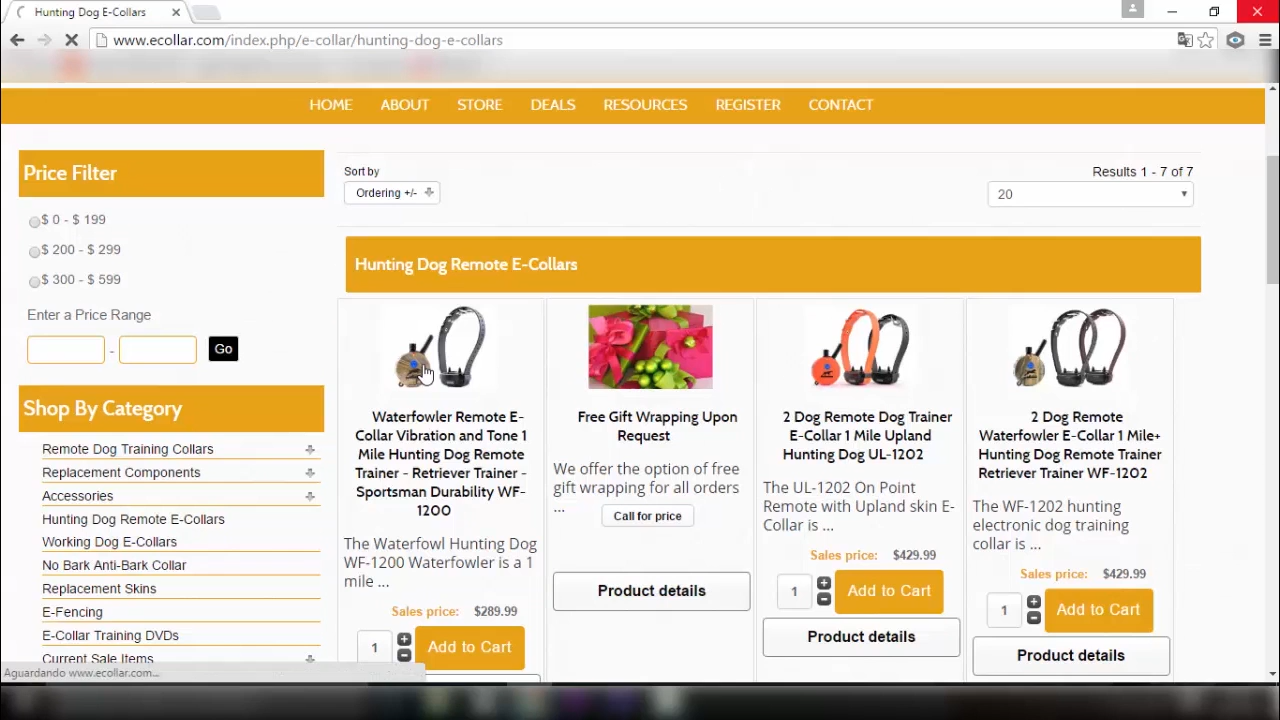 Hunting Dog E-Collars
www.ecollar.com/index.php/e-collar/hunting-dog-e-collars
HOME ABOUT STORE DEALS RESOURCES REGISTER CONTACT
Price Filter
$ 0 - $ 199
$ 200 - $ 299
$ 300 - $ 599
Enter a Price Range
- Go
Shop By Category
Remote Dog Training Collars
Replacement Components
Accessories
Hunting Dog Remote E-Collars
Working Dog E-Collars
No Bark Anti-Bark Collar
Replacement Skins
E-Fencing
E-Collar Training DVDs
Current Sale Items
Sort by
Ordering +/-
Results 1 - 7 of 7
20
Hunting Dog Remote E-Collars
Waterfowler Remote E-
Collar Vibration and Tone 1
Mile Hunting Dog Remote
Trainer - Retriever Trainer -
Sportsman Durability WF-
1200
The Waterfowl Hunting Dog
WF-1200 Waterfowler is a 1
mile ...
Sales price: $289.99
1 + - Add to Cart
Free Gift Wrapping Upon
Request
We offer the option of free
gift wrapping for all orders
...
Call for price
Product details
2 Dog Remote Dog Trainer
E-Collar 1 Mile Upland
Hunting Dog UL-1202
The UL-1202 On Point
Remote with Upland skin E-
Collar is ...
Sales price: $429.99
1 + - Add to Cart
Product details
2 Dog Remote
Waterfowler E-Collar 1 Mile+
Hunting Dog Remote Trainer
Retriever Trainer WF-1202
The WF-1202 hunting
electronic dog training
collar is ...
Sales price: $429.99
1 + - Add to Cart
Product details
Aguardando www.ecollar.com...